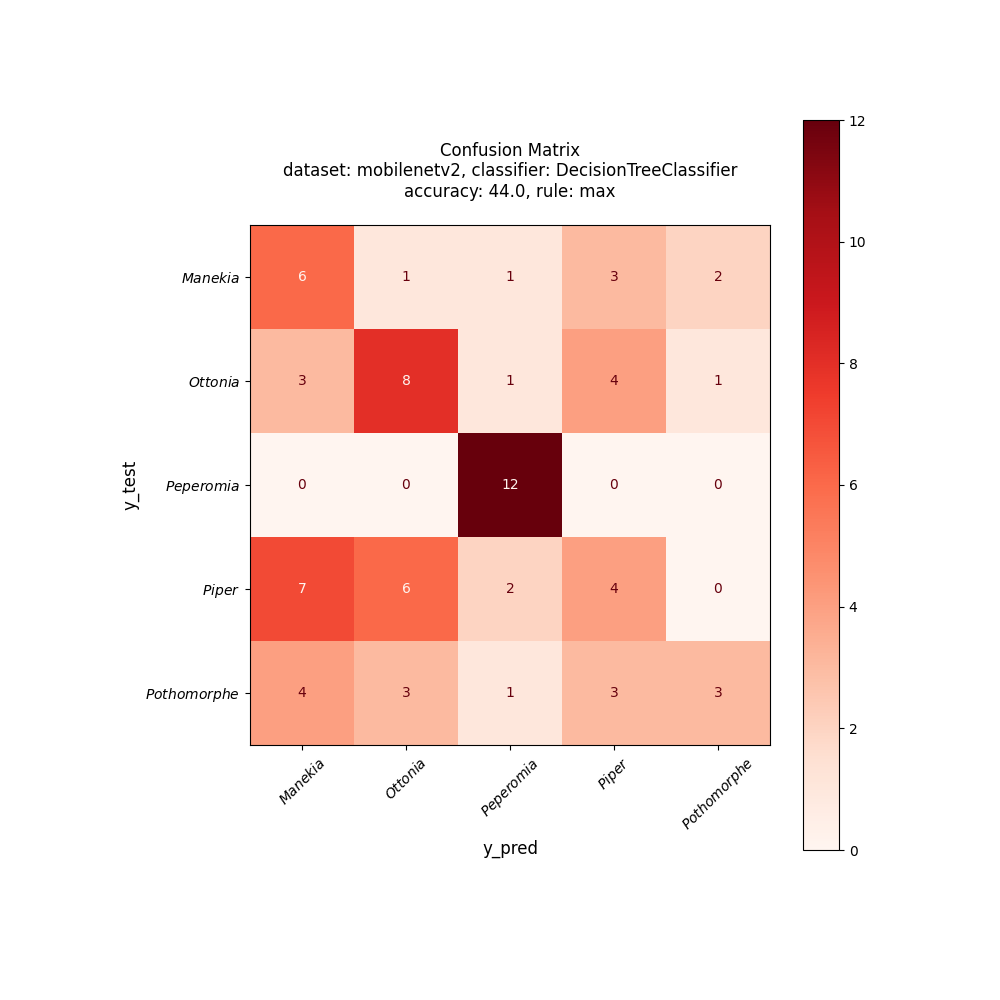 Confusion Matrix
dataset: mobilenetv2, classifier: DecisionTreeClassifier
accuracy: 44.0, rule: max
Manekia 6 1 1 3 2
Ottonia 3 8 1 4 1
Peperomia 0 0 12 0 0
Piper 7 6 2 4 0
Pothomorphe 4 3 1 3 3
Manekia Ottonia Peperomia Piper Pothomorphe
y_test
y_pred
12
10
8
6
4
2
0